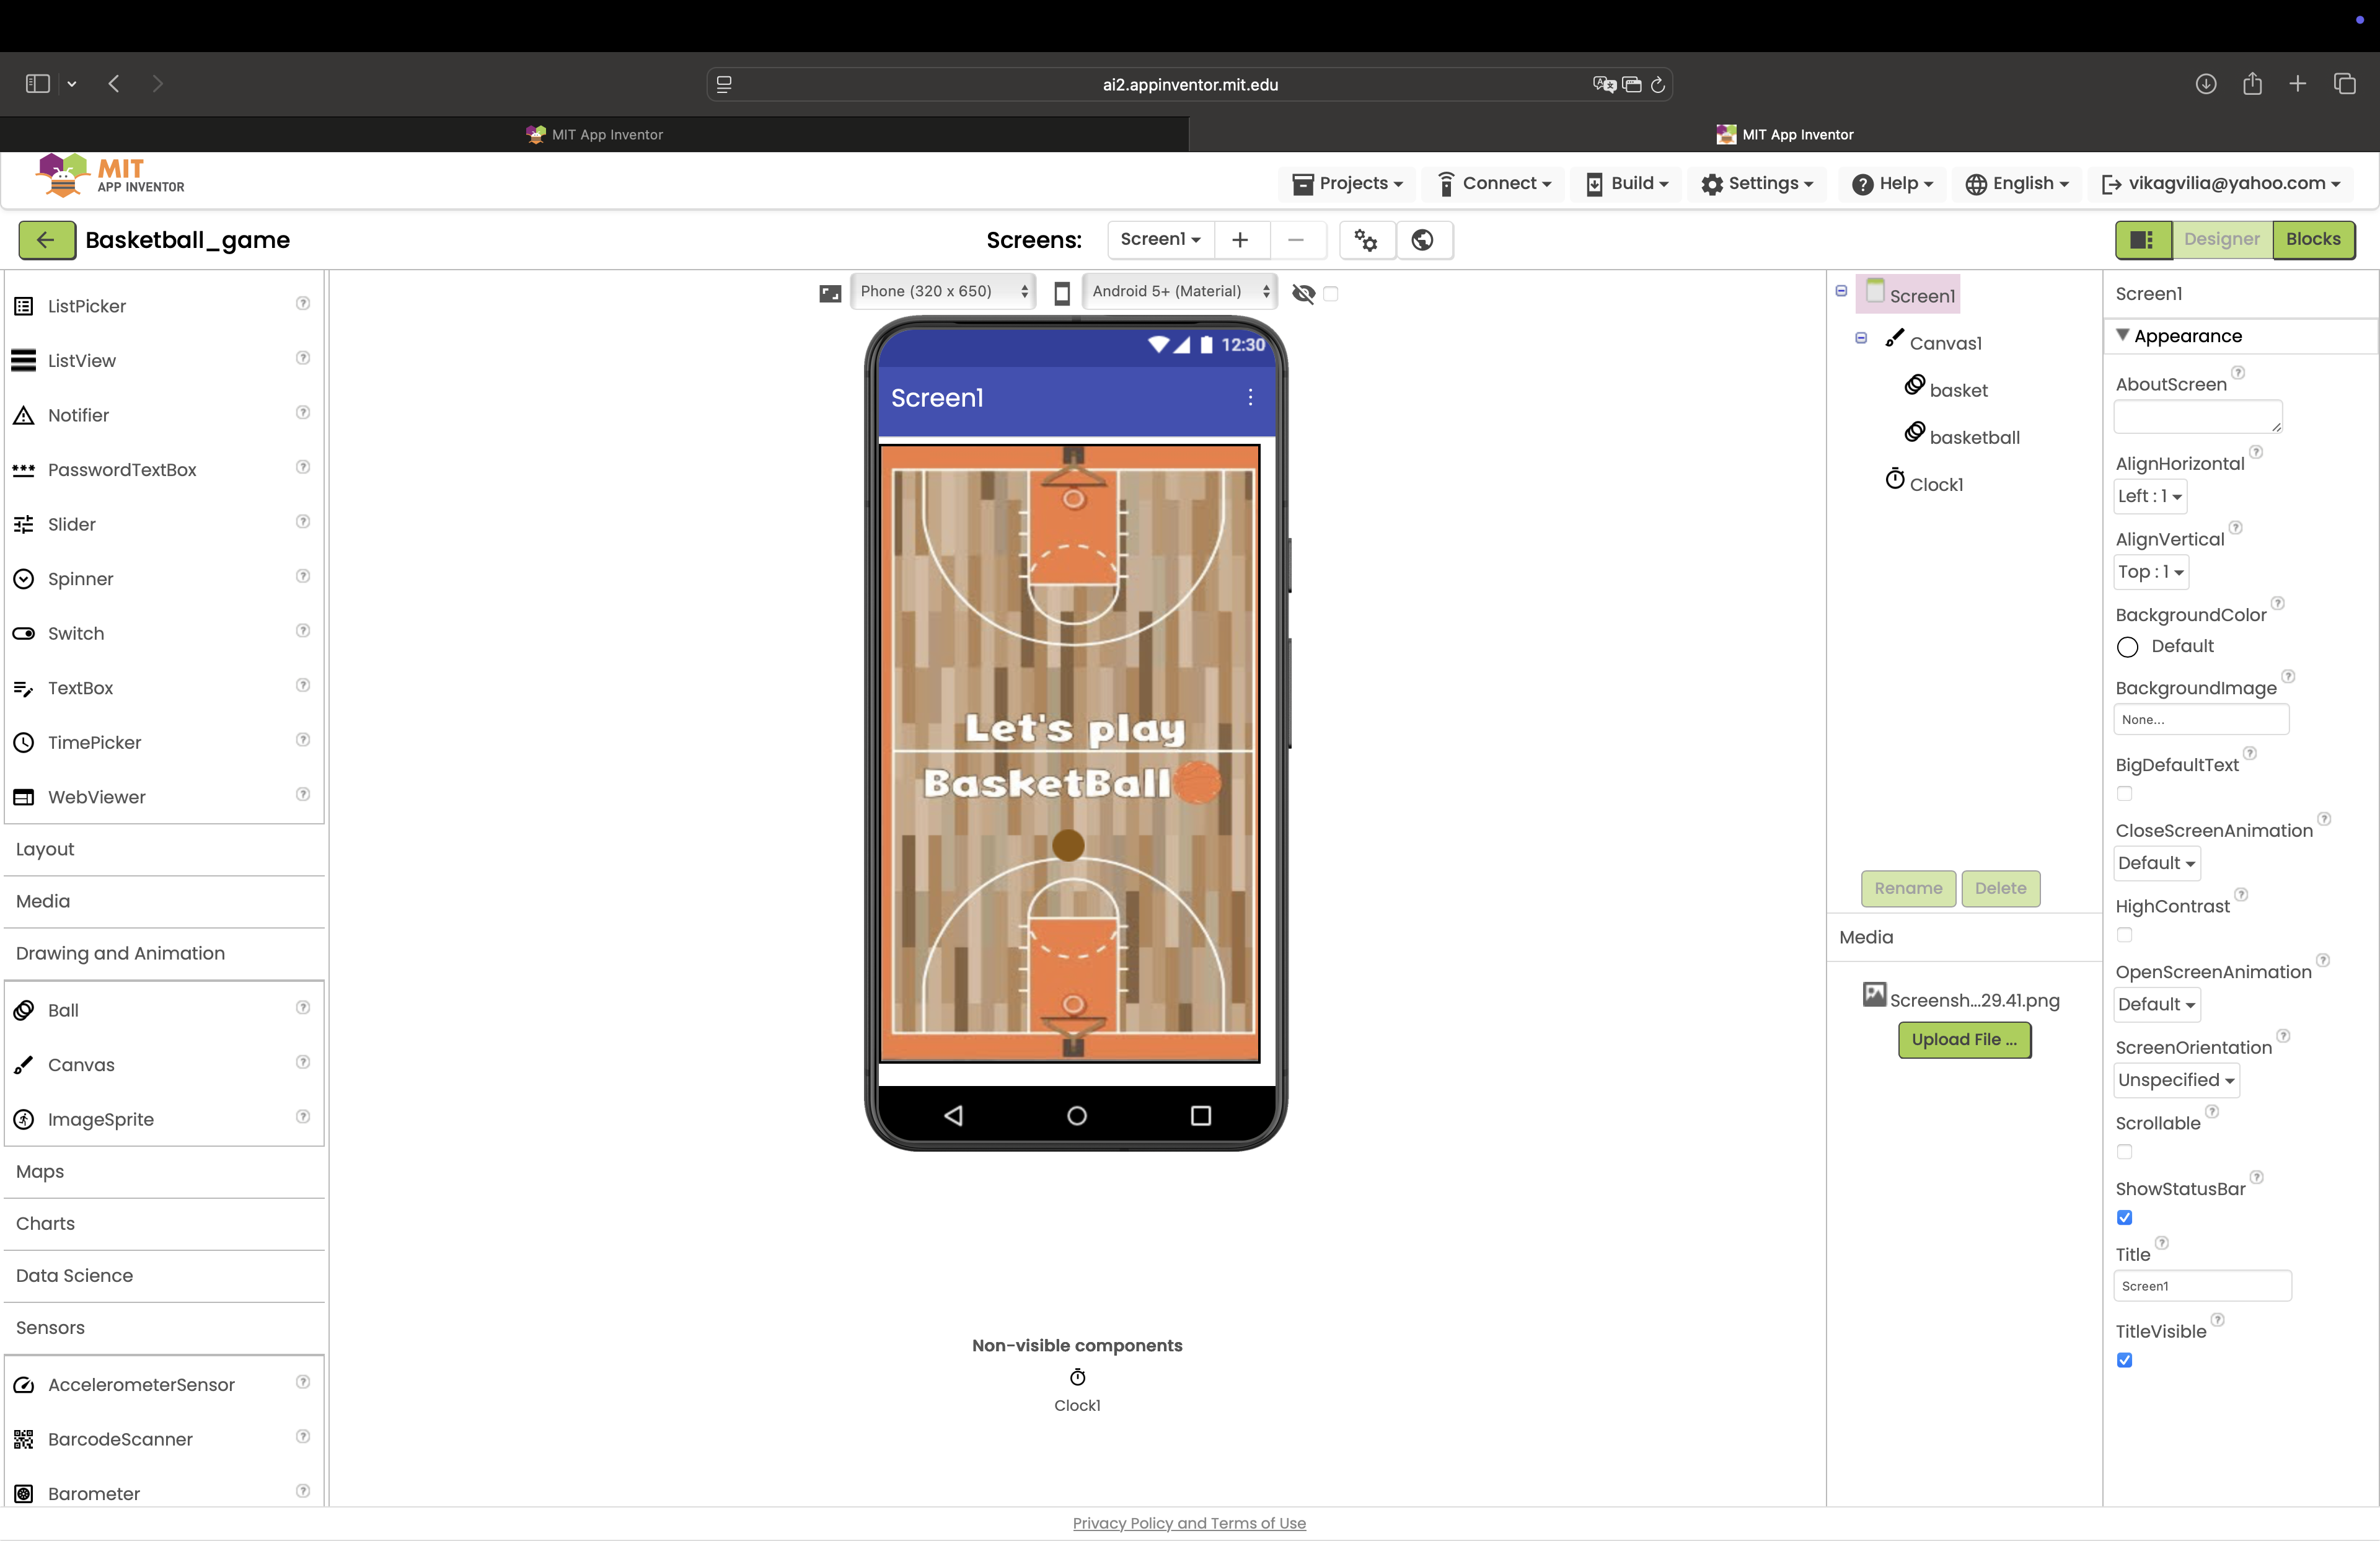 ai2.appinventor.mit.edu
MIT App Inventor
MIT App Inventor
MIT
APP INVENTOR
Projects
Connect
Build
Settings
Help
English
vikagvilia@yahoo.com
Basketball_game
Screens:
Screen1
Designer
Blocks
ListPicker
ListView
Notifier
PasswordTextBox
Slider
Spinner
Switch
TextBox
TimePicker
WebViewer
Layout
Media
Drawing and Animation
Ball
Canvas
ImageSprite
Maps
Charts
Data Science
Sensors
AccelerometerSensor
BarcodeScanner
Barometer
Phone (320 x 650)
Android 5+ (Material)
12:30
Screen1
Let's play
BasketBall
Non-visible components
Clock1
Screen1
Canvas1
basket
basketball
Clock1
Rename
Delete
Media
Screensh...29.41.png
Upload File ...
Screen1
Appearance
AboutScreen
AlignHorizontal
Left : 1
AlignVertical
Top : 1
BackgroundColor
Default
BackgroundImage
None...
BigDefaultText
CloseScreenAnimation
Default
HighContrast
OpenScreenAnimation
Default
ScreenOrientation
Unspecified
Scrollable
ShowStatusBar
Title
Screen1
TitleVisible
Privacy Policy and Terms of Use